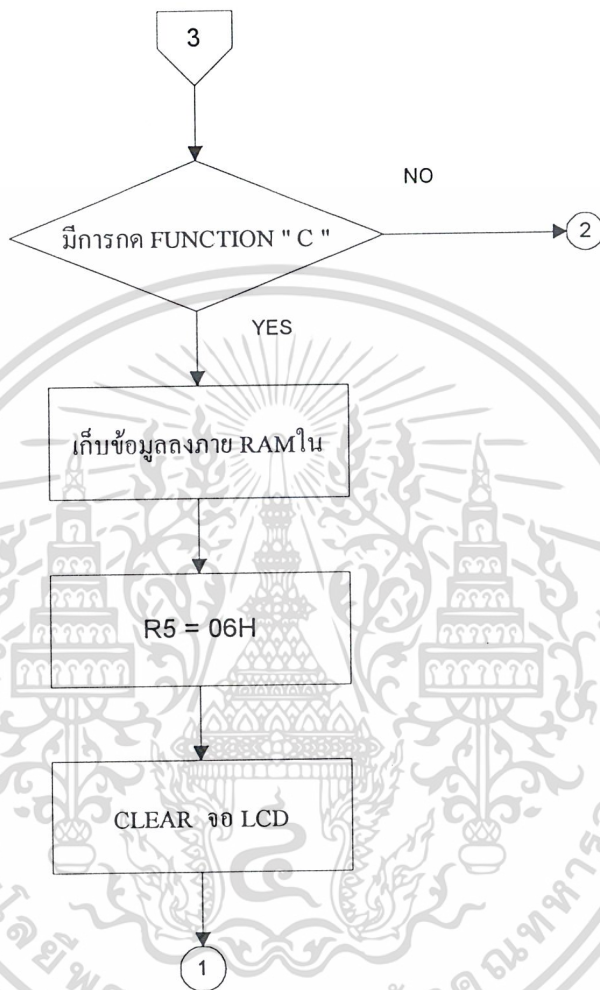 3
มีการกด FUNCTION " C "
NO
2
YES
เก็บข้อมูลลงภาย RAMใน
R5 = 06H
CLEAR จอ LCD
1